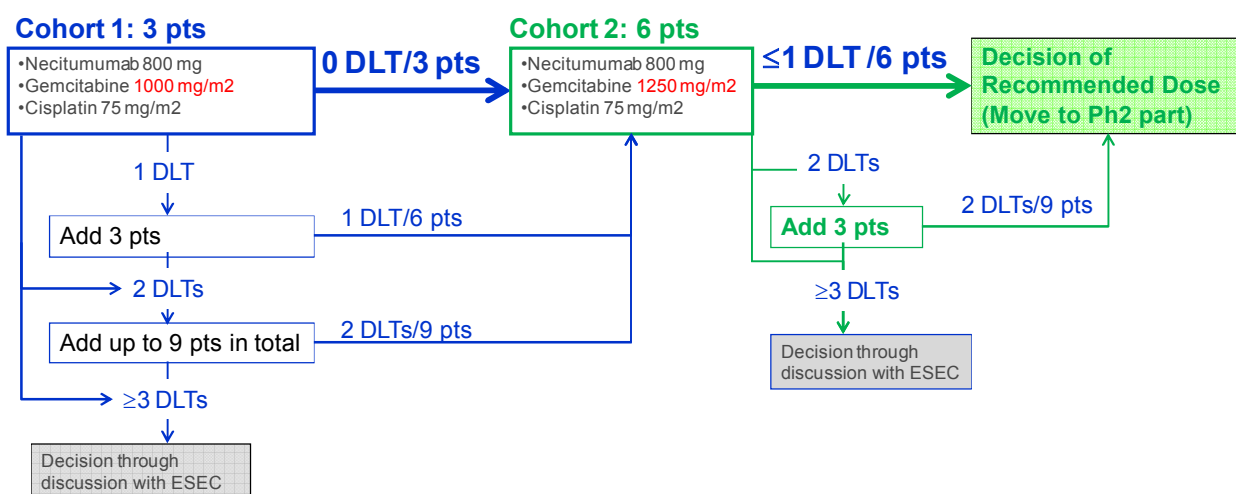 Cohort 1: 3 pts
•Necitumumab 800 mg
•Gemcitabine 1000 mg/m2
•Cisplatin 75 mg/m2
0 DLT/3 pts
Cohort 2: 6 pts
•Necitumumab 800 mg
•Gemcitabine 1250 mg/m2
•Cisplatin 75 mg/m2
≤1 DLT /6 pts
Decision of
Recommended Dose
(Move to Ph2 part)
1 DLT
Add 3 pts
1 DLT/6 pts
2 DLTs
Add up to 9 pts in total
2 DLTs/9 pts
≥3 DLTs
Decision through
discussion with ESEC
2 DLTs
Add 3 pts
2 DLTs/9 pts
≥3 DLTs
Decision through
discussion with ESEC